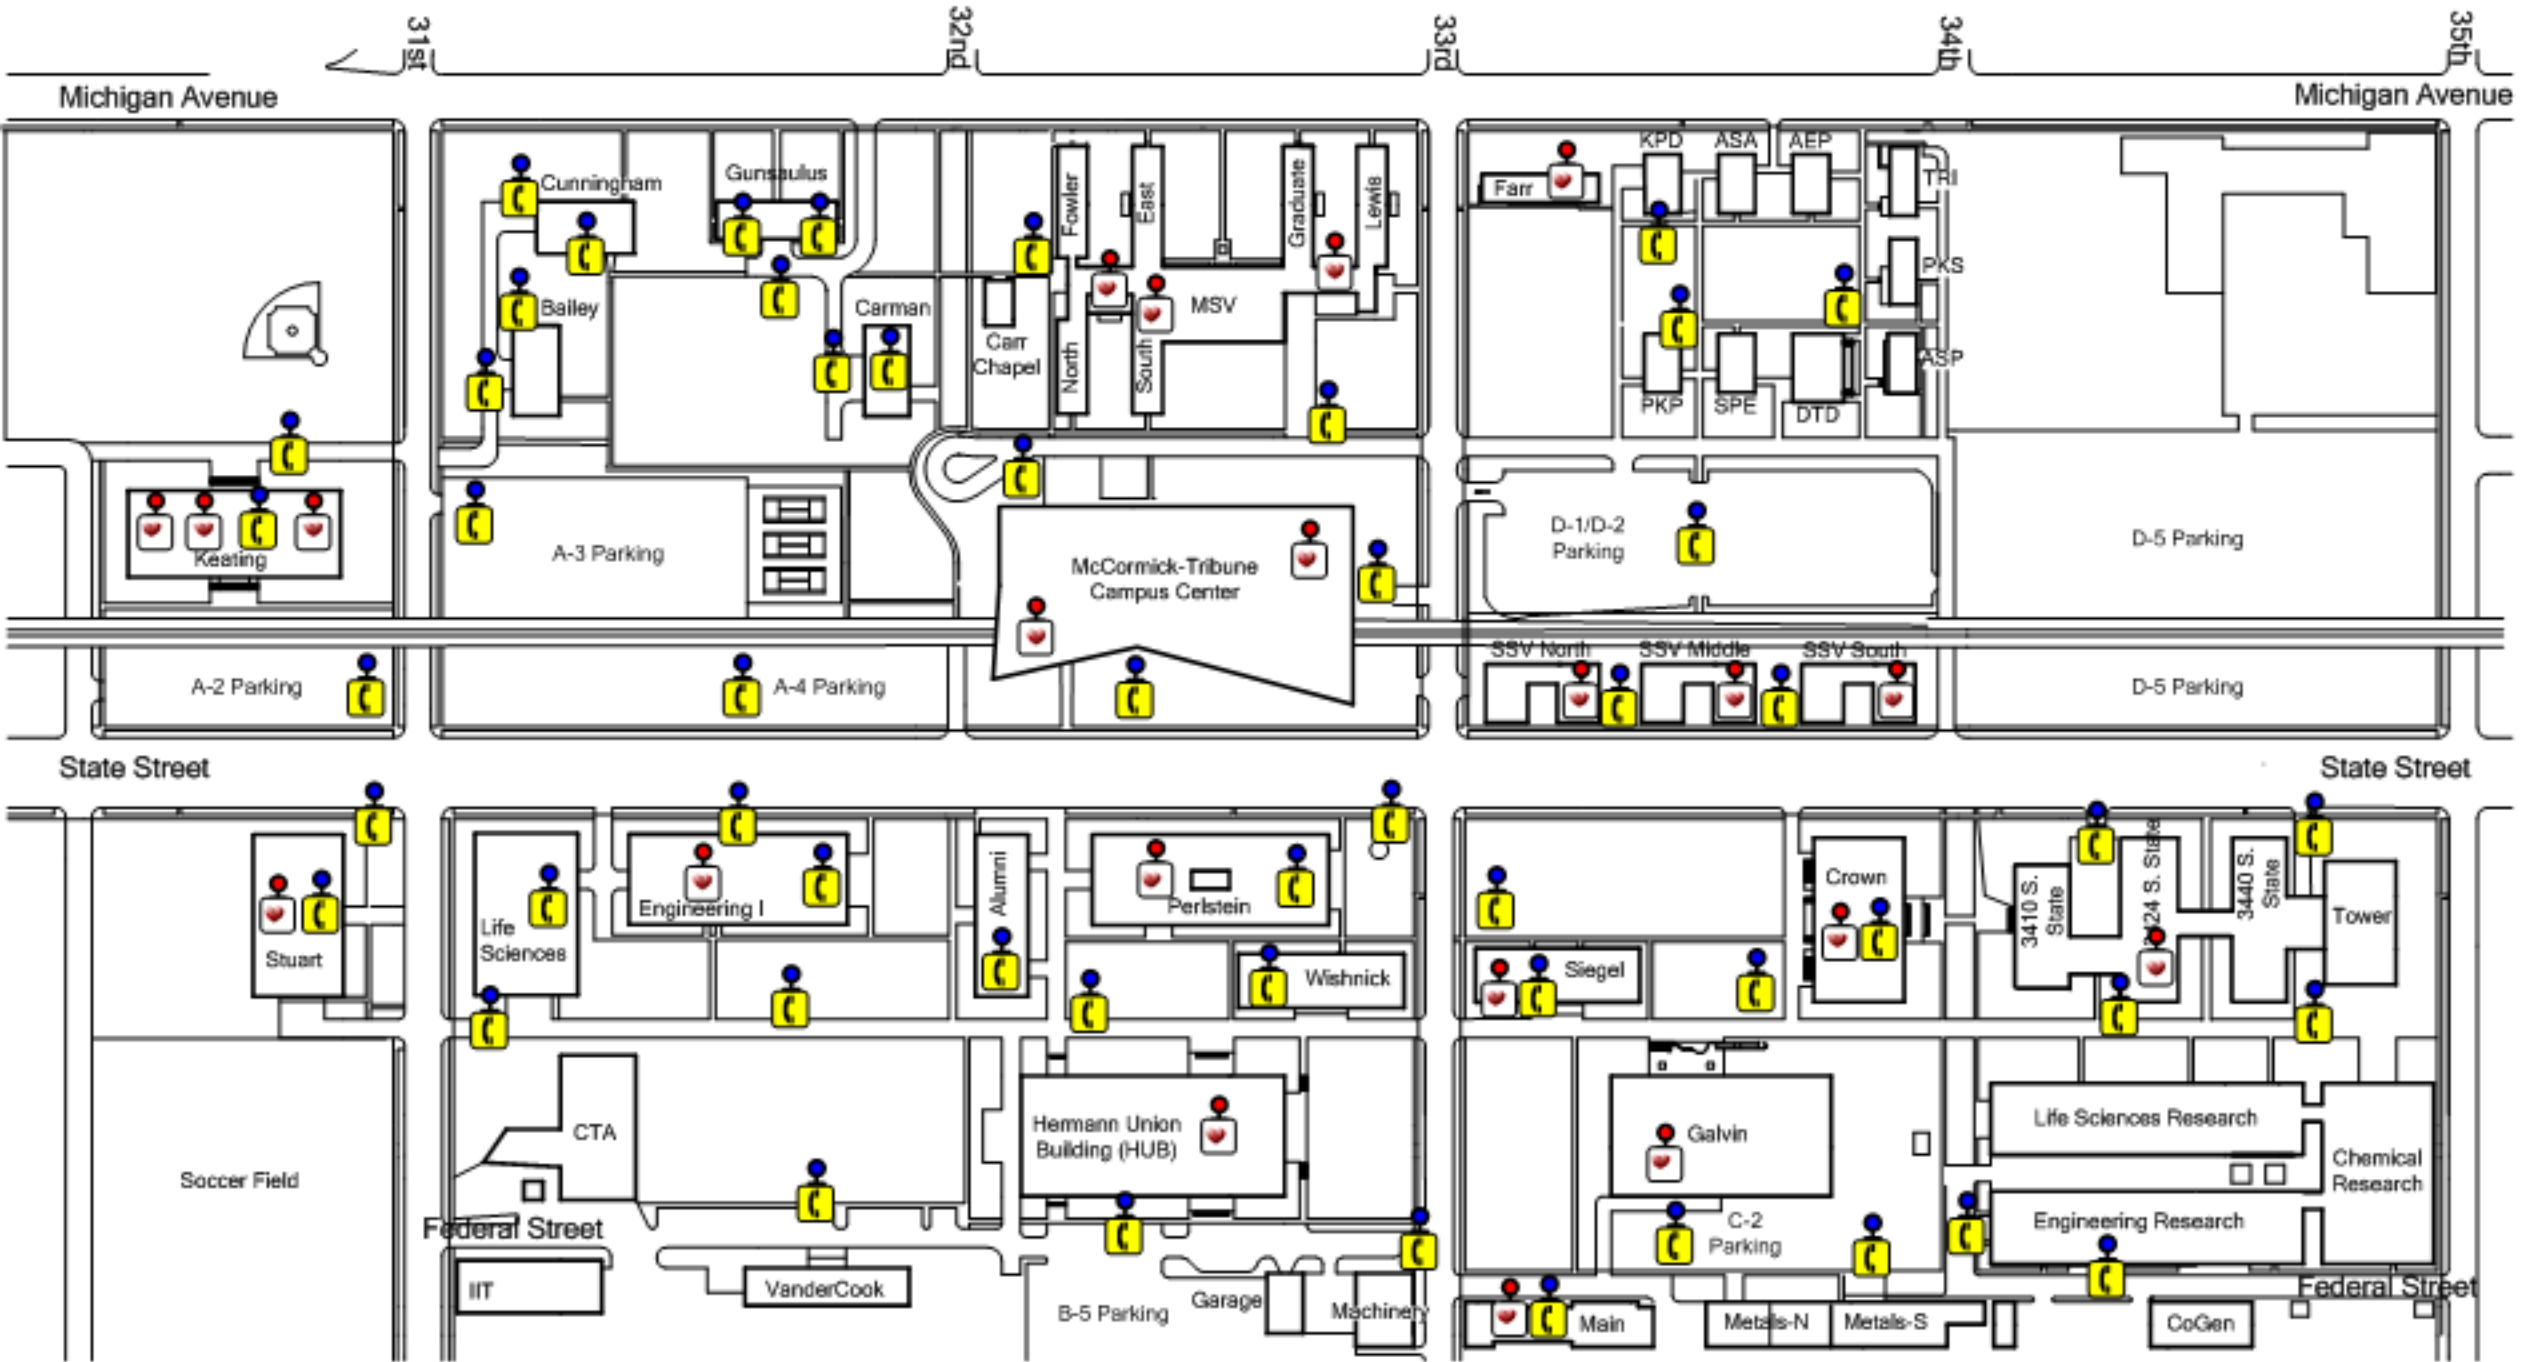 31st
32nd
33rd
34th
35th
Michigan Avenue
Michigan Avenue
Cunningham
Gunsaulus
Bailey
Carman
Carr
Chapel
Fowler
East
Graduate
Lewis
North
South
MSV
Farr
KPD
ASA
AEP
TRI
PKS
ASP
PKP
SPE
DTD
Keating
A-3 Parking
McCormick-Tribune
Campus Center
D-1/D-2
Parking
D-5 Parking
SSV North
SSV Middle
SSV South
A-2 Parking
A-4 Parking
D-5 Parking
State Street
State Street
Stuart
Life
Sciences
Engineering I
Alumni
Perlstein
Wishnick
Siegel
Crown
3410 S.
State
24 S. State
3440 S.
State
Tower
Soccer Field
CTA
Hermann Union
Building (HUB)
Galvin
Life Sciences Research
Chemical
Research
Engineering Research
C-2
Parking
Federal Street
Federal Street
IIT
VanderCook
B-5 Parking
Garage
Machinery
Main
Metals-N
Metals-S
CoGen